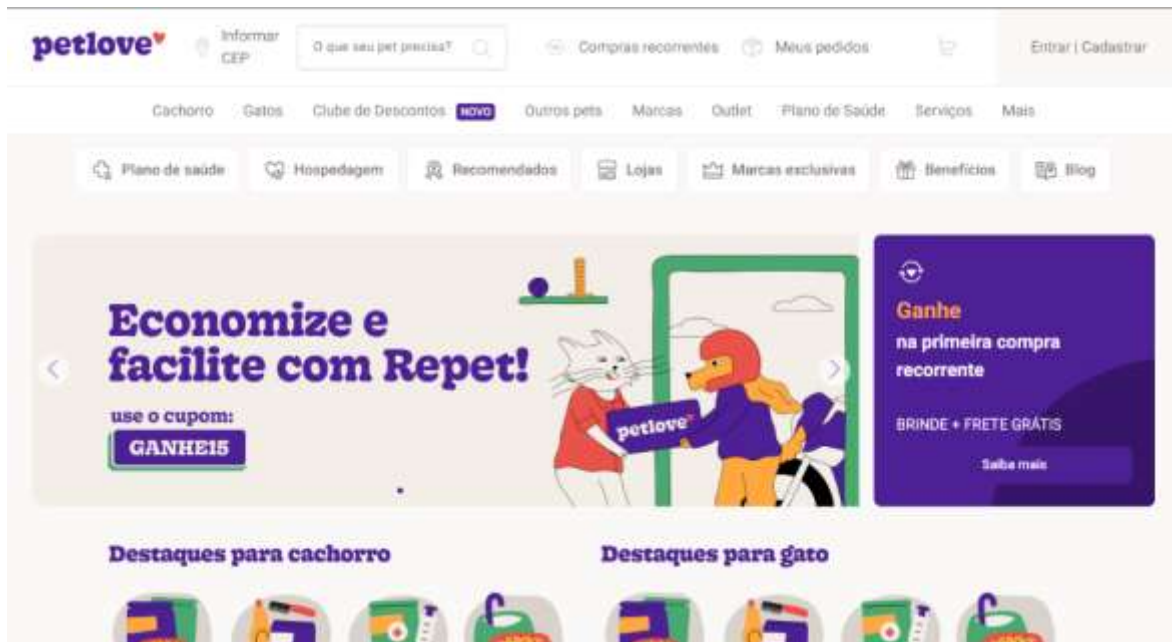 petlove
Informar
CEP
O que seu pet precisa?
Compras recorrentes
Meus pedidos
Entrar | Cadastrar
Cachorro
Gatos
Clube de Descontos NOVO
Outros pets
Marcas
Outlet
Plano de Saúde
Serviços
Mais
Plano de saúde
Hospedagem
Recomendados
Lojas
Marcas exclusivas
Benefícios
Blog
Economize e
facilite com Repet!
use o cupom:
GANHE15
petlove
Ganhe
na primeira compra
recorrente
BRINDE + FRETE GRÁTIS
Saiba mais
Destaques para cachorro
Destaques para gato